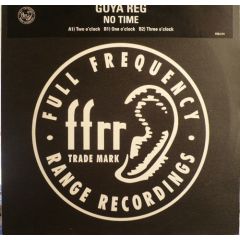 GUYA REG
NO TIME
A1) Two o'clock B1) One o'clock B2) Three o'clock
FULL FREQUENCY
ffrr
TRADE MARK
RANGE RECORDINGS